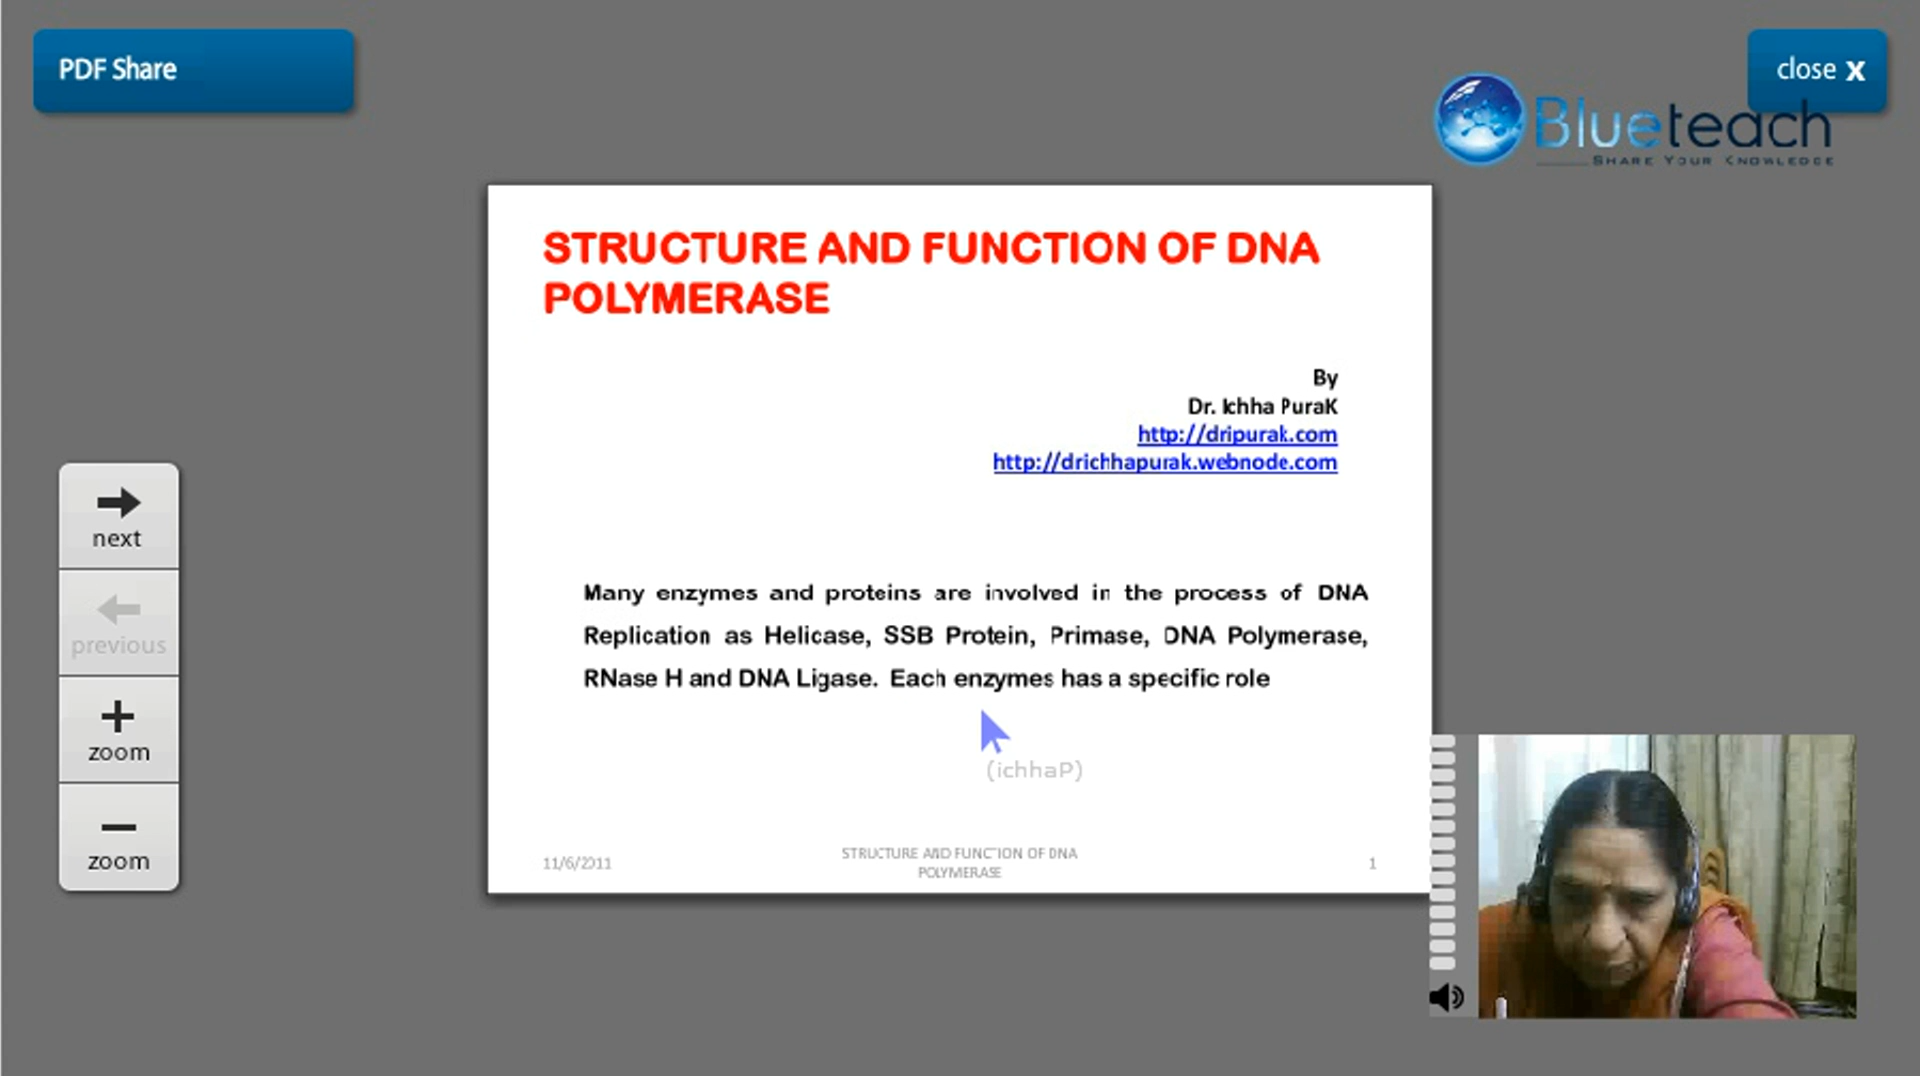 PDF Share
close X
Blueteach
SHARE YOUR KNOWLEDGE
STRUCTURE AND FUNCTION OF DNA
POLYMERASE
By
Dr. Ichha PuraK
http://dripurak.com
http://drichhapurak.webnode.com
next
previous
zoom
zoom
Many enzymes and proteins are involved in the process of DNA
Replication as Helicase, SSB Protein, Primase, DNA Polymerase,
RNase H and DNA Ligase. Each enzymes has a specific role
(ichhaP)
11/6/2011
STRUCTURE AND FUNCTION OF DNA
POLYMERASE
1